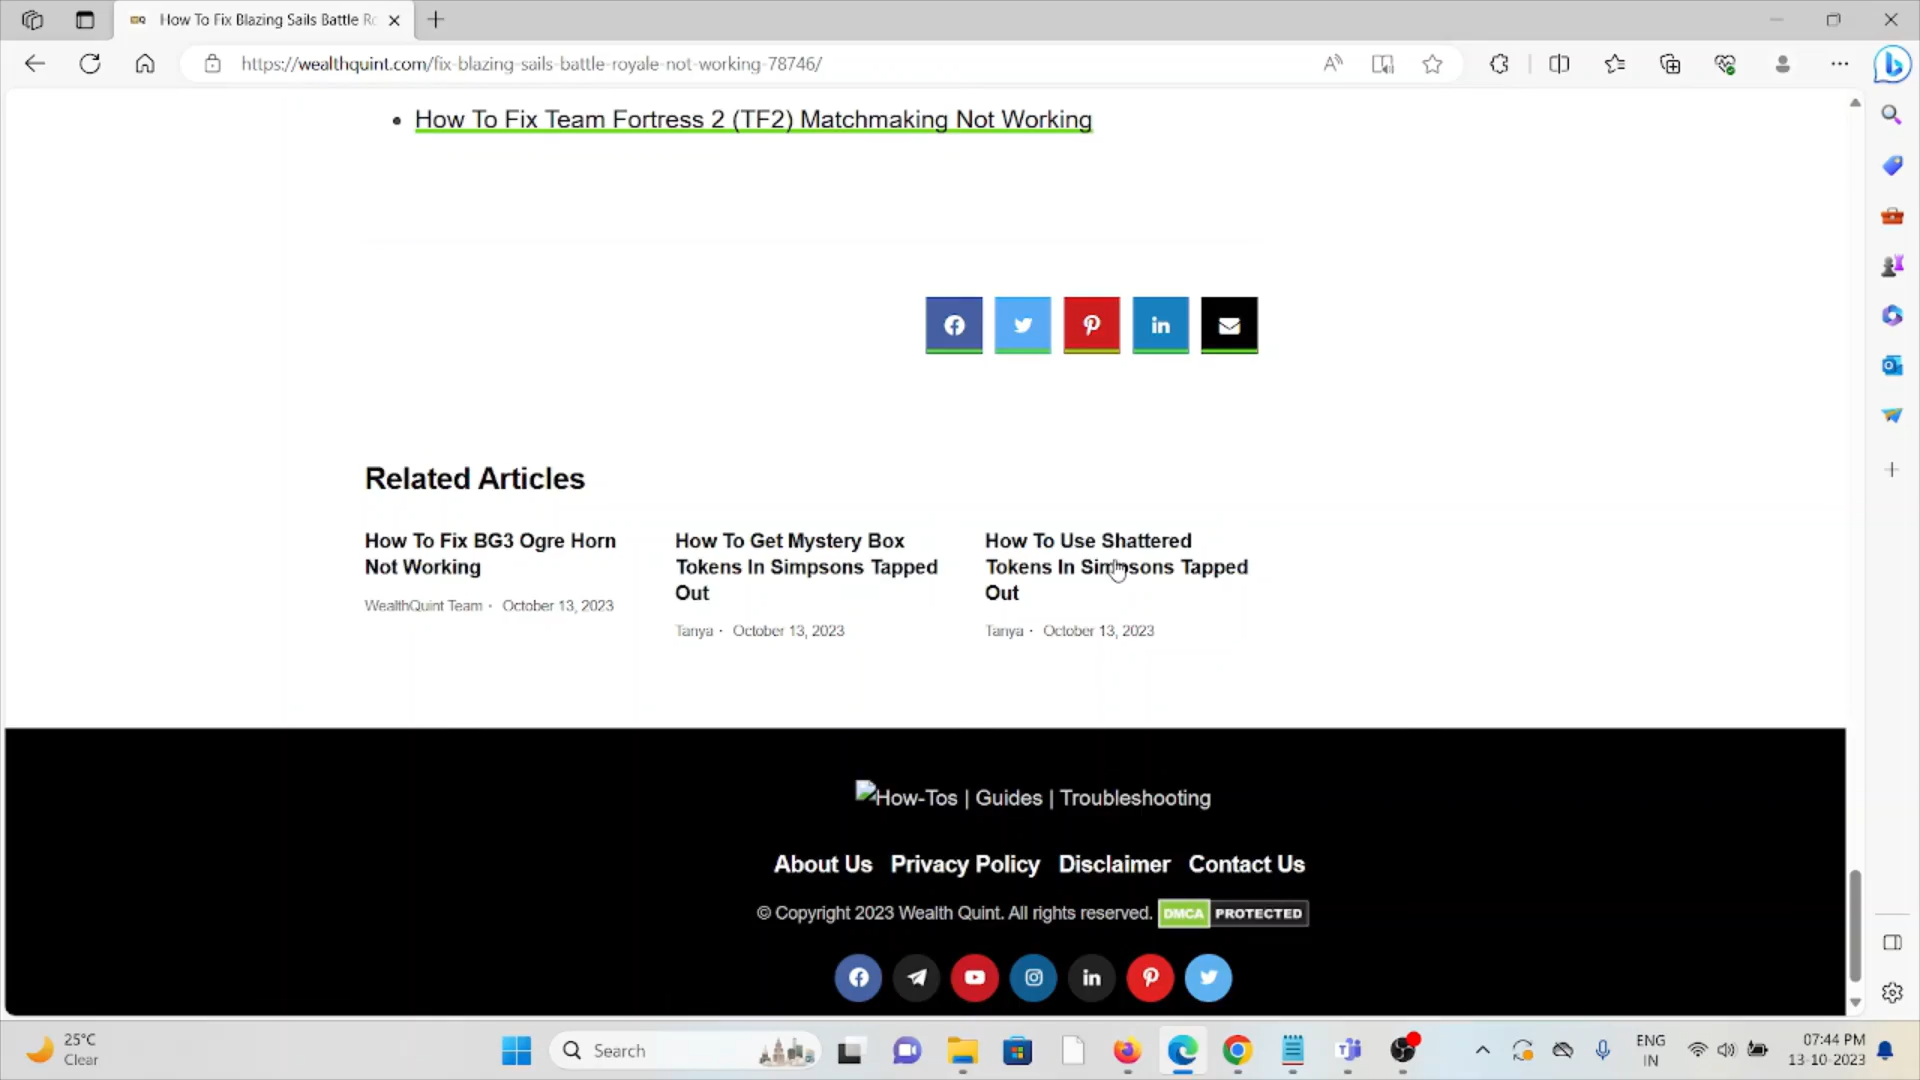 How To Fix Blazing Sails Battle Ro
https://wealthquint.com/fix-blazing-sails-battle-royale-not-working-78746/
How To Fix Team Fortress 2 (TF2) Matchmaking Not Working
Related Articles
How To Fix BG3 Ogre Horn
Not Working
WealthQuint Team · October 13, 2023
How To Get Mystery Box
Tokens In Simpsons Tapped
Out
Tanya · October 13, 2023
How To Use Shattered
Tokens In Simpsons Tapped
Out
Tanya · October 13, 2023
How-Tos | Guides | Troubleshooting
About Us Privacy Policy Disclaimer Contact Us
© Copyright 2023 Wealth Quint. All rights reserved. DMCA PROTECTED
25°C
Clear
Search
ENG
IN
07:44 PM
13-10-2023